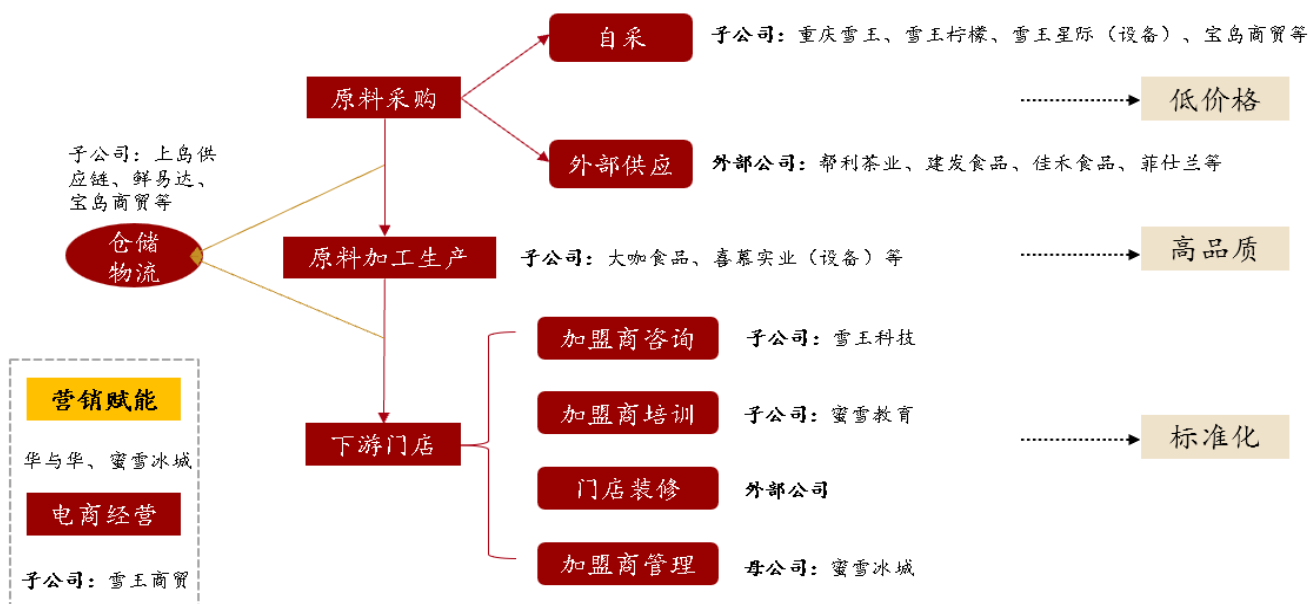 自采
子公司：重庆雪王、雪王柠檬、雪王星际（设备）、宝岛商贸等
原料采购
低价格
外部供应
外部公司：帮利茶业、建发食品、佳禾食品、菲仕兰等
子公司：上岛供
应链、鲜易达、
宝岛商贸等
仓储
物流
原料加工生产
子公司：大咖食品、喜慕实业（设备）等
高品质
加盟商咨询
子公司：雪王科技
加盟商培训
子公司：蜜雪教育
下游门店
标准化
门店装修
外部公司
加盟商管理
母公司：蜜雪冰城
营销赋能
华与华、蜜雪冰城
电商经营
子公司：雪王商贸